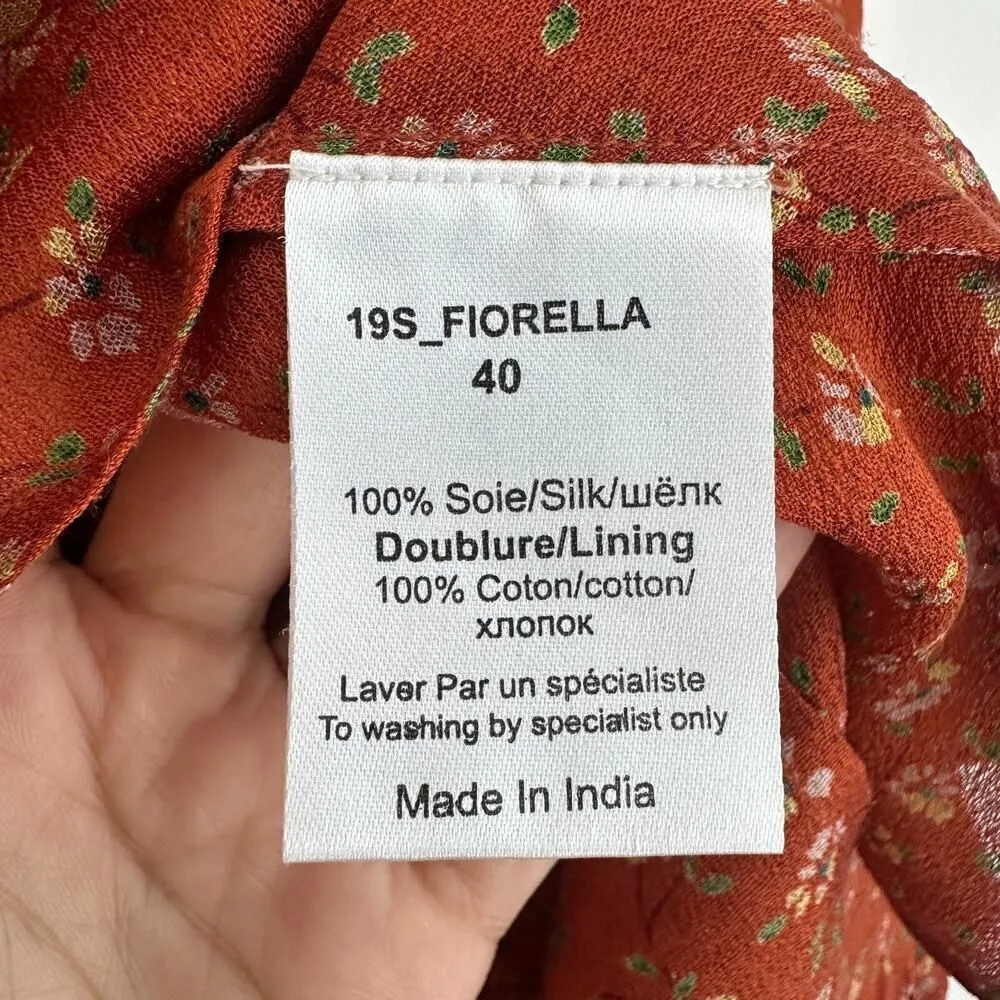 19S_FIORELLA
40
100% Soie/Silk/шёлк
Doublure/Lining
100% Coton/cotton/
хлопок
Laver Par un spécialiste
To washing by specialist only
Made In India